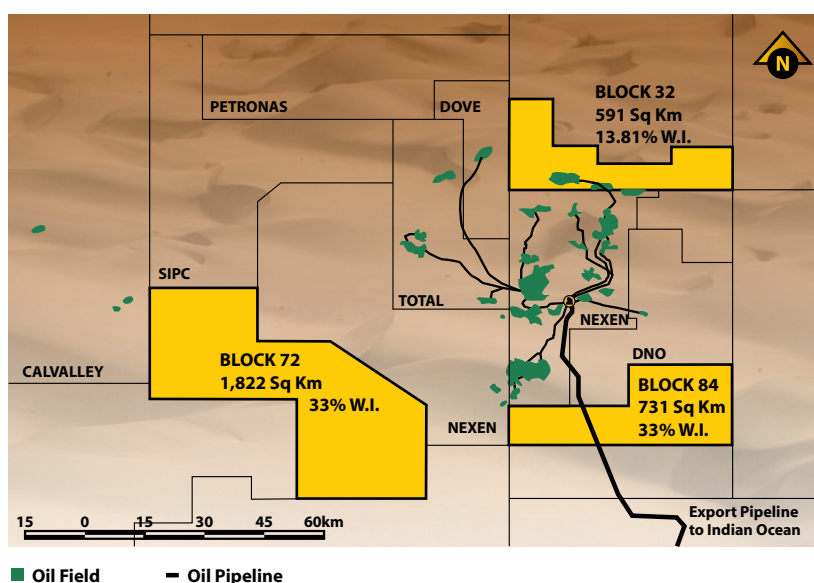 N
PETRONAS
DOVE
BLOCK 32
591 Sq Km
13.81% W.I.
SIPC
TOTAL
NEXEN
CALVALLEY
BLOCK 72
1,822 Sq Km
33% W.I.
DNO
BLOCK 84
731 Sq Km
33% W.I.
NEXEN
15 0 15 30 45 60km
Export Pipeline
to Indian Ocean
Oil Field
Oil Pipeline